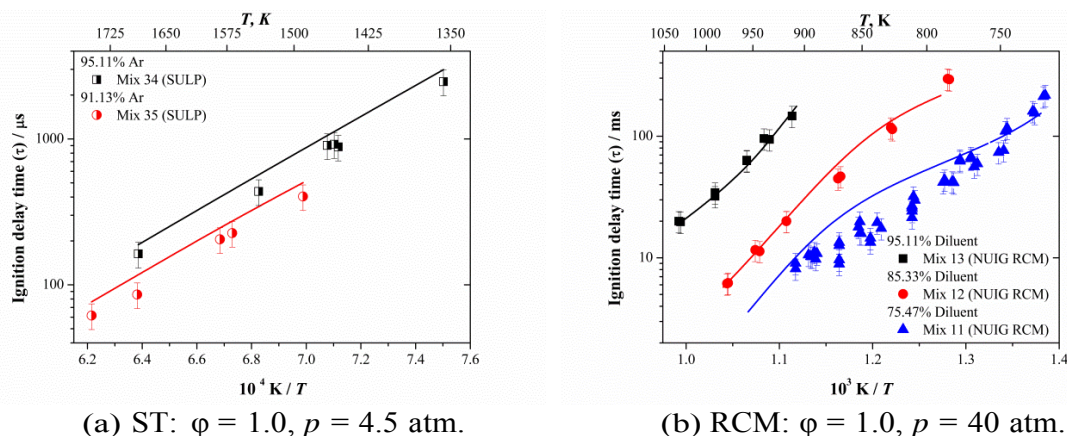 T, K
1725 1650 1575 1500 1425 1350
95.11% Ar
Mix 34 (SULP)
91.13% Ar
Mix 35 (SULP)
Ignition delay time (τ) / μs
1000
100
6.2 6.4 6.6 6.8 7.0 7.2 7.4 7.6
10 4 K / T
(a) ST: φ = 1.0, p = 4.5 atm.
T, K
1050 1000 950 900 850 800 750
Ignition delay time (τ) / ms
100
10
95.11% Diluent
Mix 13 (NUIG RCM)
85.33% Diluent
Mix 12 (NUIG RCM)
75.47% Diluent
Mix 11 (NUIG RCM)
1.0 1.1 1.2 1.3 1.4
10 3 K / T
(b) RCM: φ = 1.0, p = 40 atm.